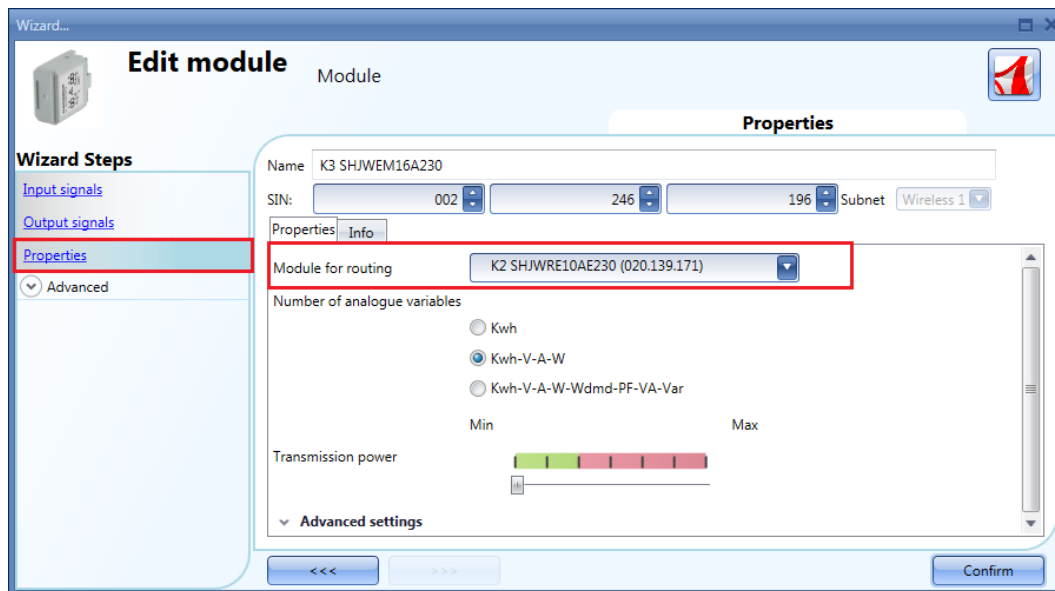 Wizard...
Edit module
Module
Properties
Wizard Steps
Input signals
Output signals
Properties
Advanced
Name K3 SHJWEM16A230
SIN: 002 246 196 Subnet Wireless 1
Properties Info
Module for routing K2 SHJWRE10AE230 (020.139.171)
Number of analogue variables
Kwh
Kwh-V-A-W
Kwh-V-A-W-Wdmd-PF-VA-Var
Min Max
Transmission power
Advanced settings
<<< >>> Confirm